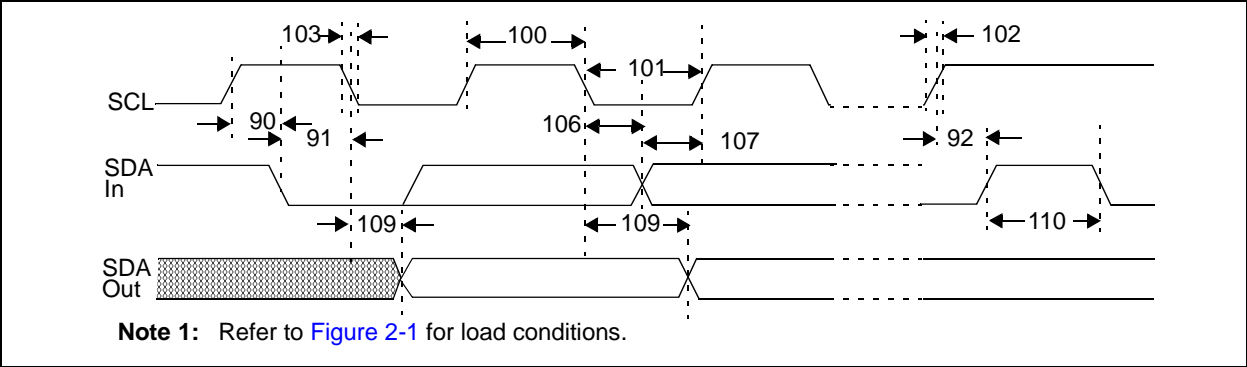 103
100
102
101
SCL
90
106
91
107
92
SDA
In
109
109
110
SDA
Out
Note 1: Refer to Figure 2-1 for load conditions.